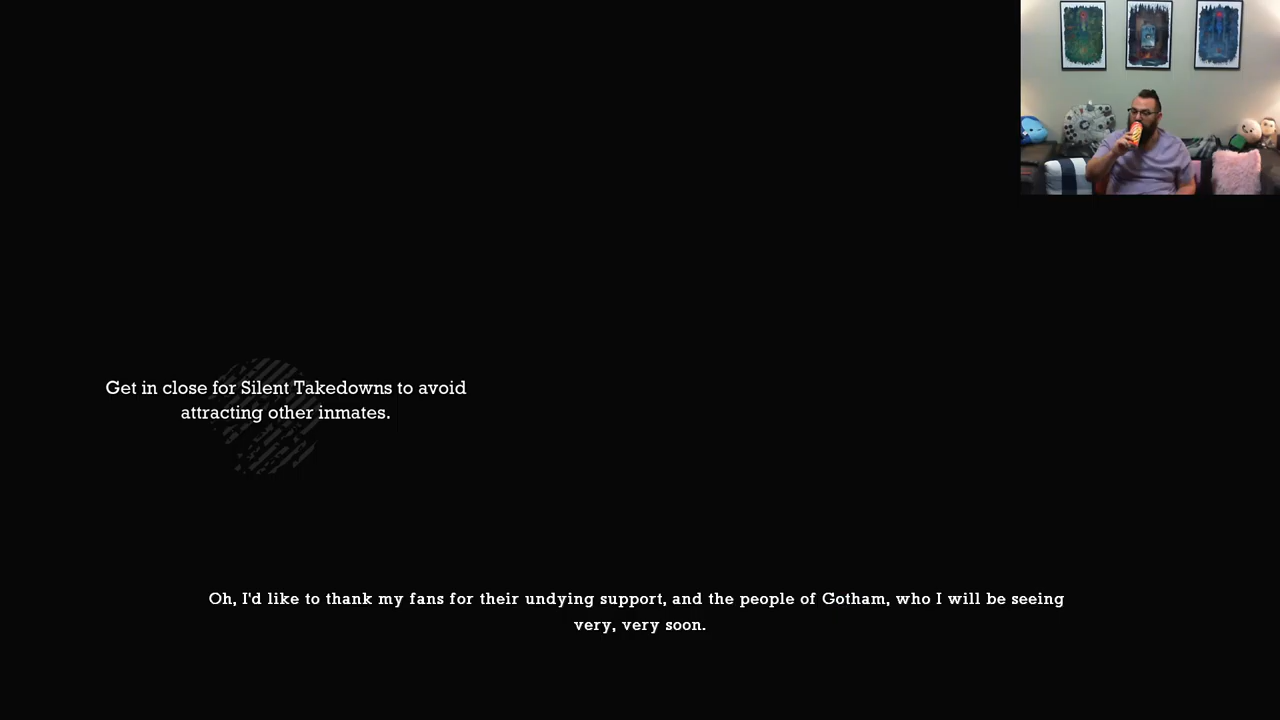 Get in close for Silent Takedowns to avoid
attracting other inmates.
Oh, I'd like to thank my fans for their undying support, and the people of Gotham, who I will be seeing
very, very soon.